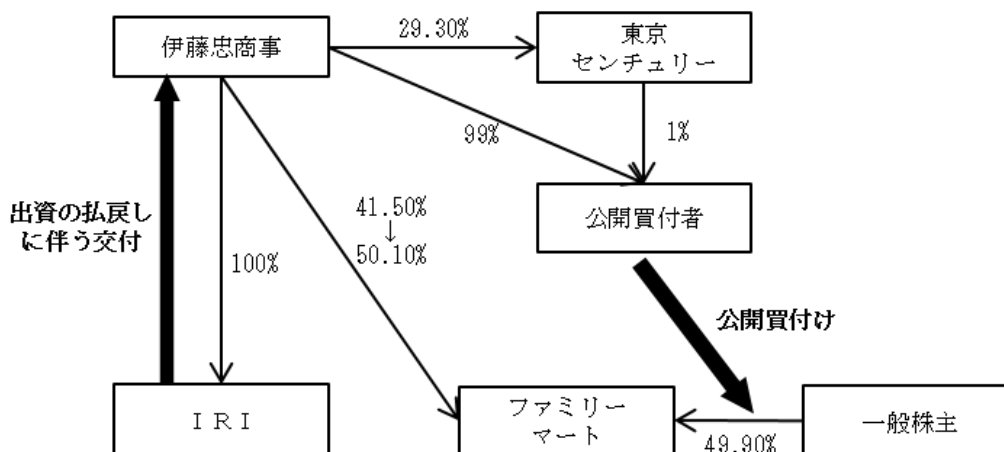 伊藤忠商事
29.30%
東京
センチュリー
99%
1%
出資の払戻し
に伴う交付
100%
41.50%
↓
50.10%
公開買付者
公開買付け
ＩＲＩ
ファミリー
マート
49.90%
一般株主